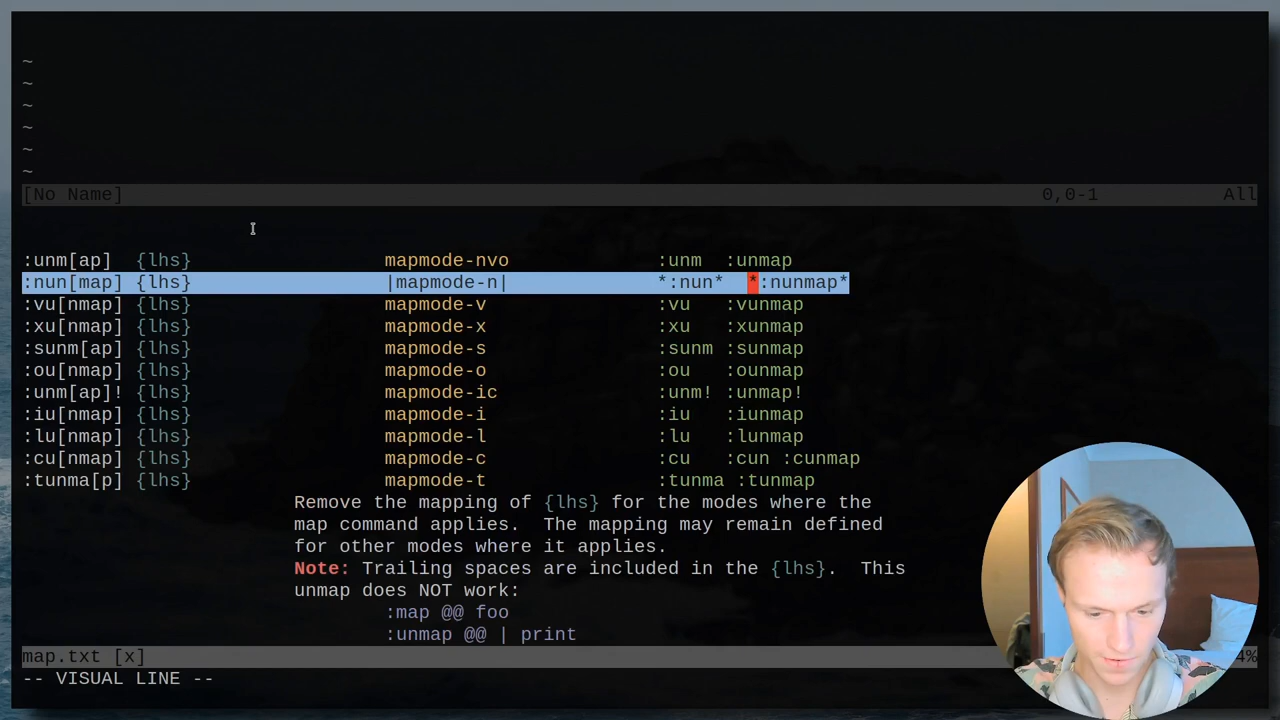 ~
~
~
~
~
~
[No Name] 0,0-1 All
:unm[ap] {lhs} mapmode-nvo :unm :unmap
:nun[map] {lhs} |mapmode-n| *:nun* *:nunmap*
:vu[nmap] {lhs} mapmode-v :vu :vunmap
:xu[nmap] {lhs} mapmode-x :xu :xunmap
:sunm[ap] {lhs} mapmode-s :sunm :sunmap
:ou[nmap] {lhs} mapmode-o :ou :ounmap
:unm[ap]! {lhs} mapmode-ic :unm! :unmap!
:iu[nmap] {lhs} mapmode-i :iu :iunmap
:lu[nmap] {lhs} mapmode-l :lu :lunmap
:cu[nmap] {lhs} mapmode-c :cu :cun :cunmap
:tunma[p] {lhs} mapmode-t :tunma :tunmap
Remove the mapping of {lhs} for the modes where the
map command applies. The mapping may remain defined
for other modes where it applies.
Note: Trailing spaces are included in the {lhs}. This
unmap does NOT work:
:map @@ foo
:unmap @@ | print
map.txt [x] 4%
-- VISUAL LINE --